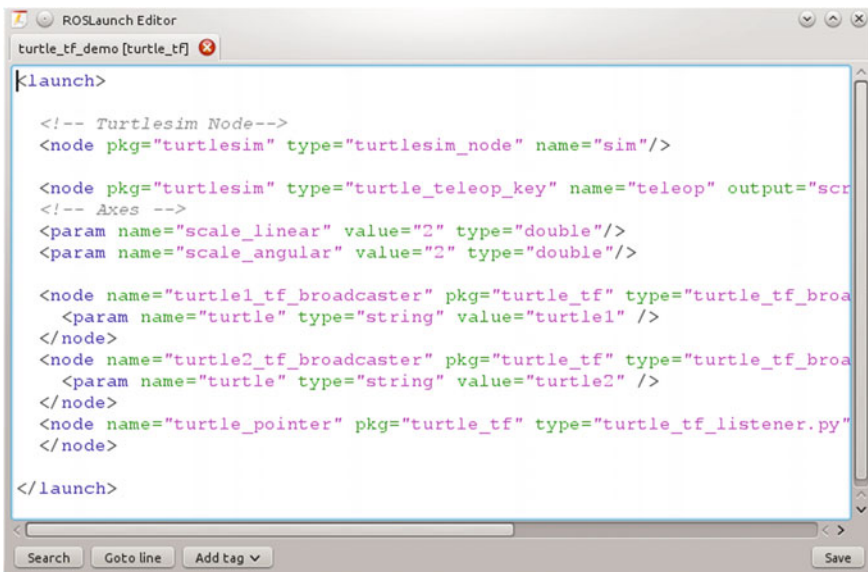 ROSLaunch Editor
turtle_tf_demo [turtle_tf]
<launch>
<!-- Turtlesim Node-->
<node pkg="turtlesim" type="turtlesim_node" name="sim"/>
<node pkg="turtlesim" type="turtle_teleop_key" name="teleop" output="scr
<!-- Axes -->
<param name="scale_linear" value="2" type="double"/>
<param name="scale_angular" value="2" type="double"/>
<node name="turtle1_tf_broadcaster" pkg="turtle_tf" type="turtle_tf_broa
<param name="turtle" type="string" value="turtle1" />
</node>
<node name="turtle2_tf_broadcaster" pkg="turtle_tf" type="turtle_tf_broa
<param name="turtle" type="string" value="turtle2" />
</node>
<node name="turtle_pointer" pkg="turtle_tf" type="turtle_tf_listener.py"
</node>
</launch>
Search Goto line Add tag Save